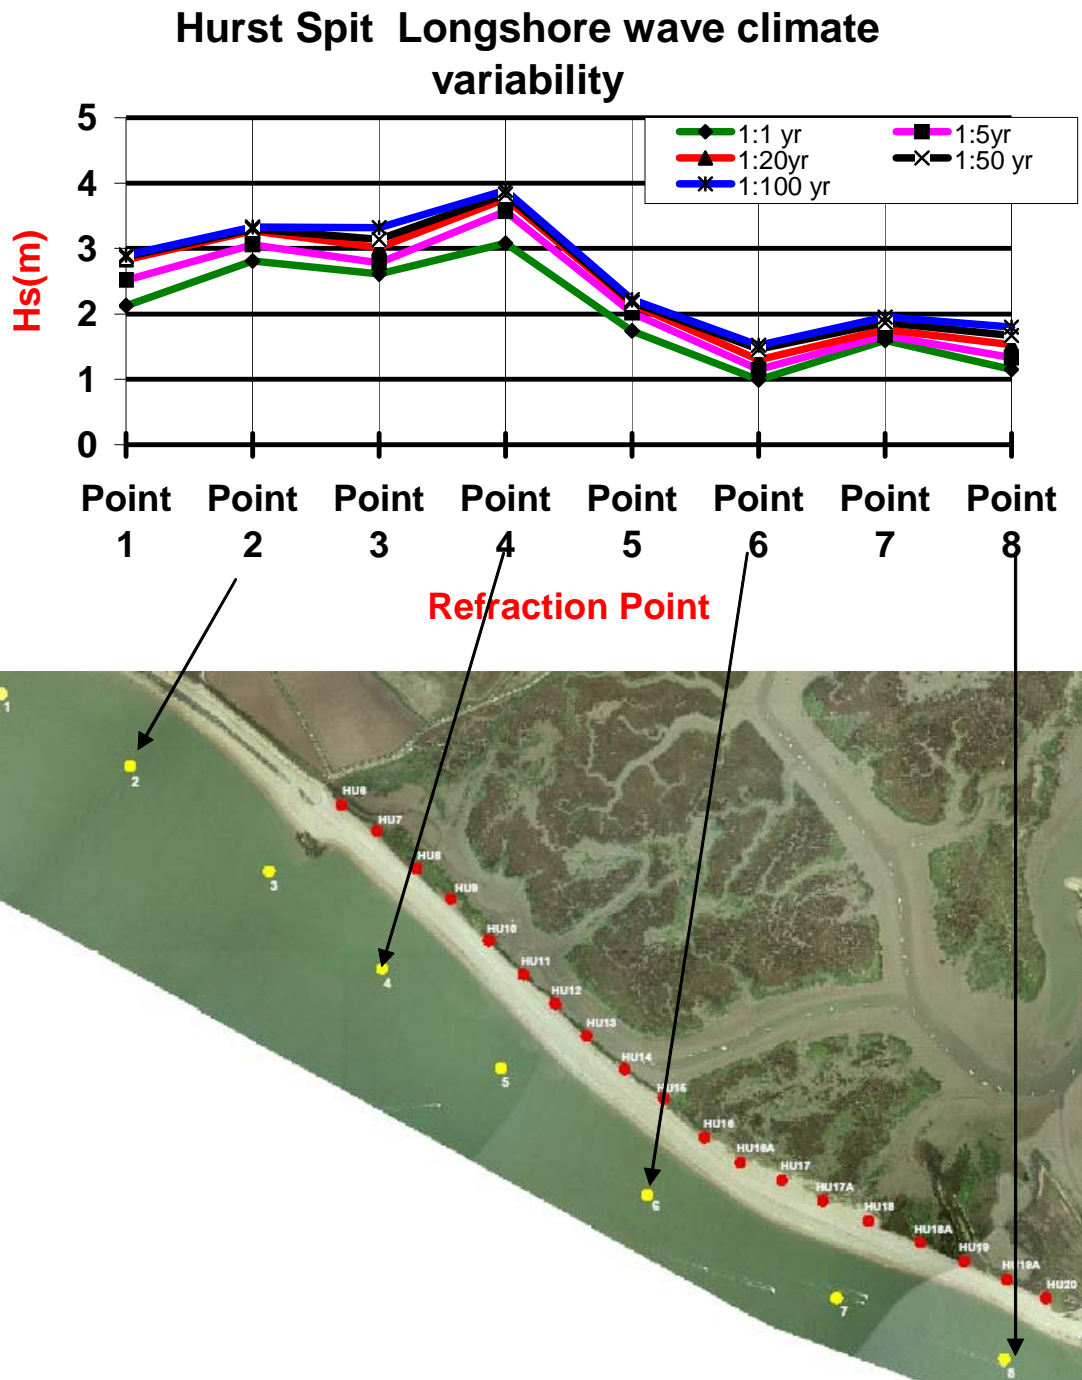 Hurst Spit Longshore wave climate
variability
5
4
3
2
1
0
Hs(m)
1:1 yr
1:5yr
1:20yr
1:50 yr
1:100 yr
Point
1
Point
2
Point
3
Point
4
Point
5
Point
6
Point
7
Point
8
Refraction Point
1
2
3
4
5
6
7
8
HU6
HU7
HU8
HU9
HU10
HU11
HU12
HU13
HU14
HU15
HU16
HU16A
HU17
HU17A
HU18
HU18A
HU19
HU19A
HU20